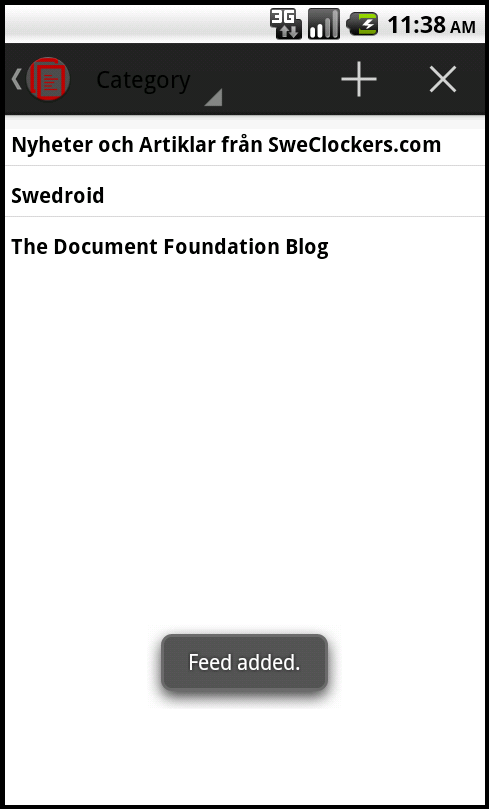 3G
11:38 AM
Category
Nyheter och Artiklar från SweClockers.com
Swedroid
The Document Foundation Blog
Feed added.